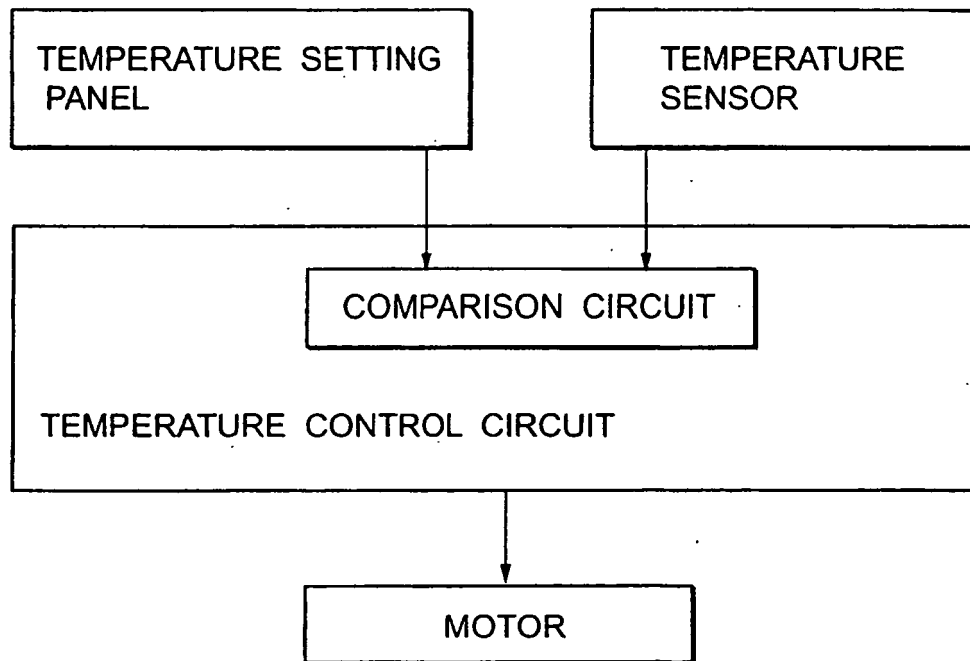 TEMPERATURE SETTING
PANEL
TEMPERATURE
SENSOR
COMPARISON CIRCUIT
TEMPERATURE CONTROL CIRCUIT
MOTOR